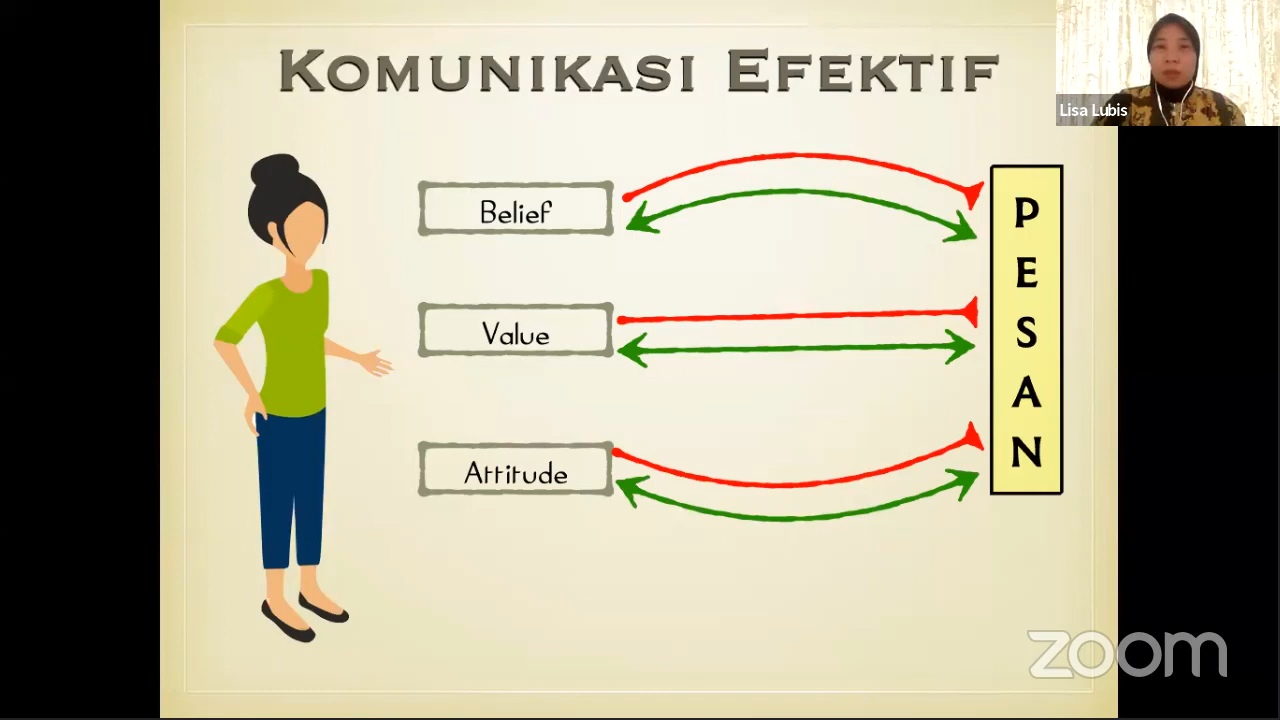 KOMUNIKASI EFEKTIF
Lisa Lubis
Belief
Value
Attitude
P
E
S
A
N
zoom